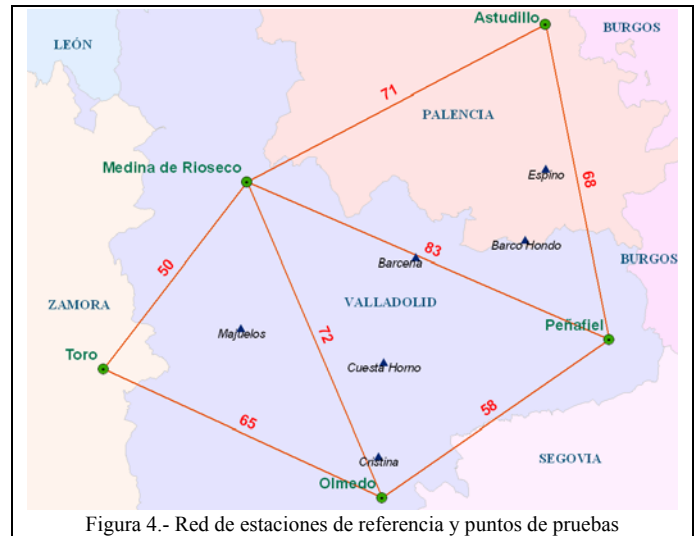 Astudillo
BURGOS
LEÓN
71
PALENCIA
Medina de Rioseco
Espino
68
50
83
Barco Hondo
Barcena
BURGOS
ZAMORA
VALLADOLID
Majuelos
72
Peñafiel
Toro
Cuesta Horno
65
58
Cristina
SEGOVIA
Olmedo
Figura 4.- Red de estaciones de referencia y puntos de pruebas